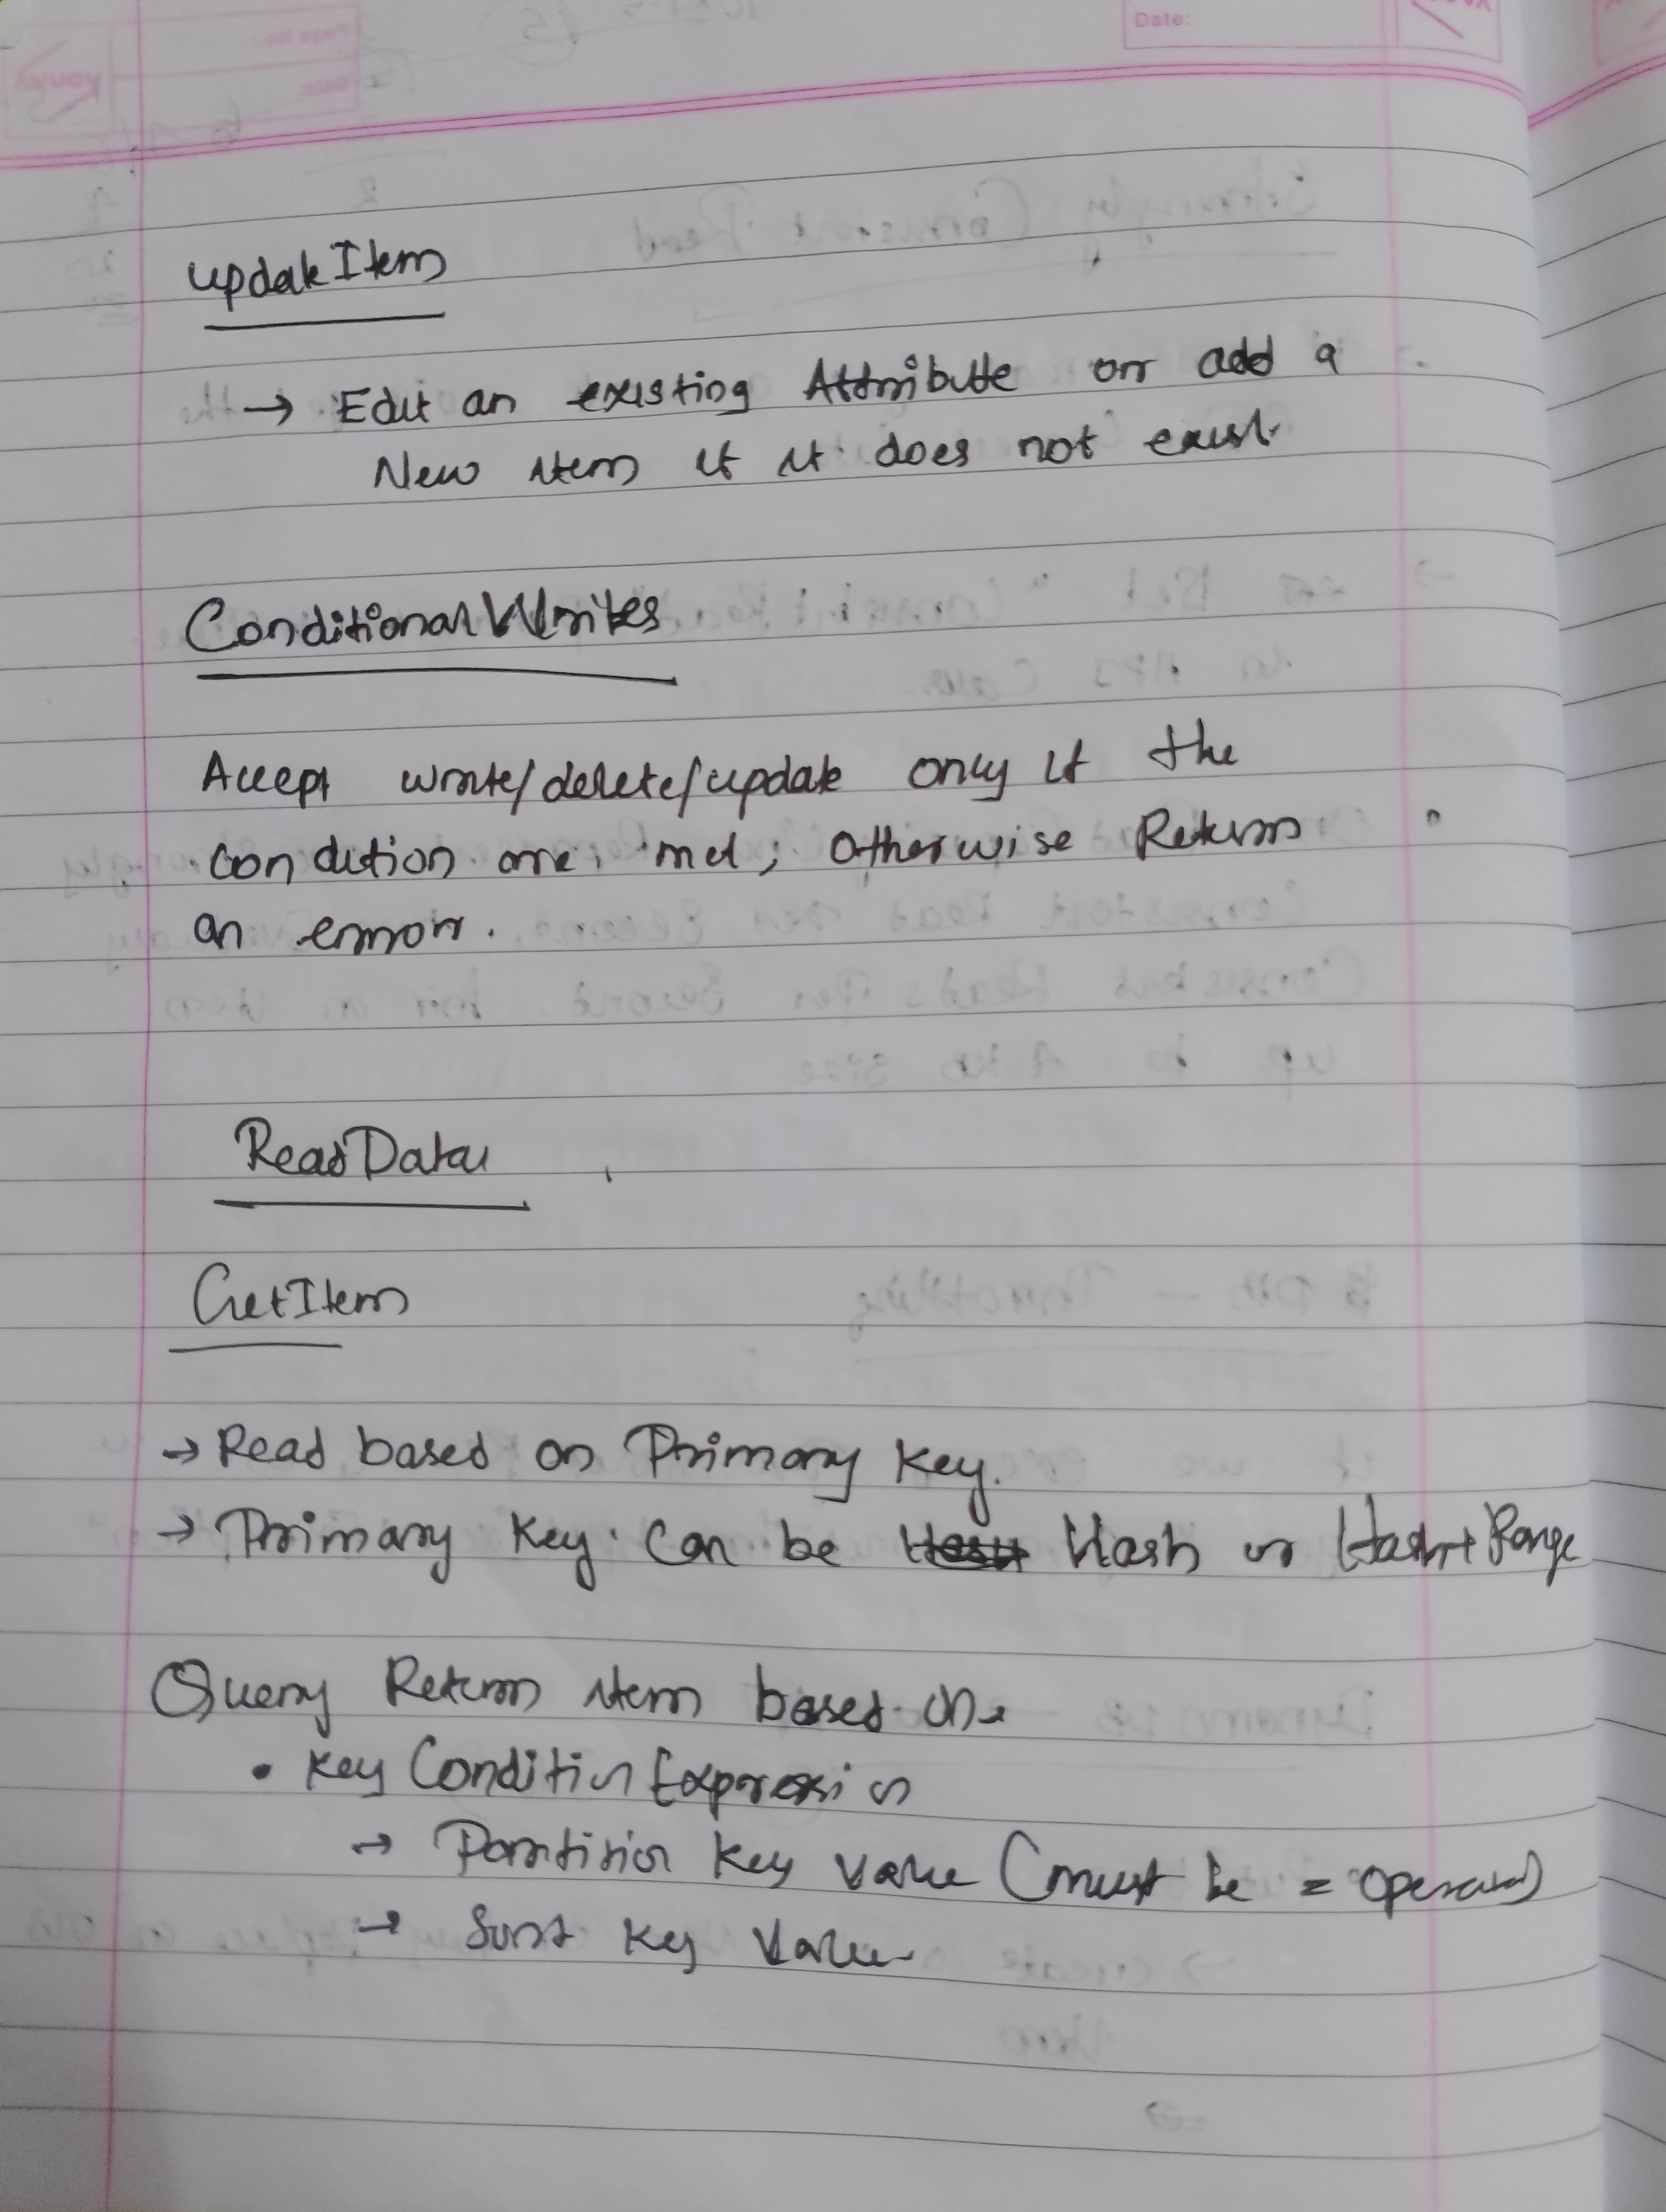 Date:
UpdateItem
→ Edit an existing Attribute or add a
New item if it does not exist.
Conditional Writes
Accept write/delete/update only if the
condition are met; otherwise Return
an error.
Read Data
GetItem
→ Read based on Primary Key.
→ Primary Key can be Hash or Hash+Range
Query Return item based on
• Key Condition Expression
→ Partition Key value (must be = operator)
→ Sort Key Value